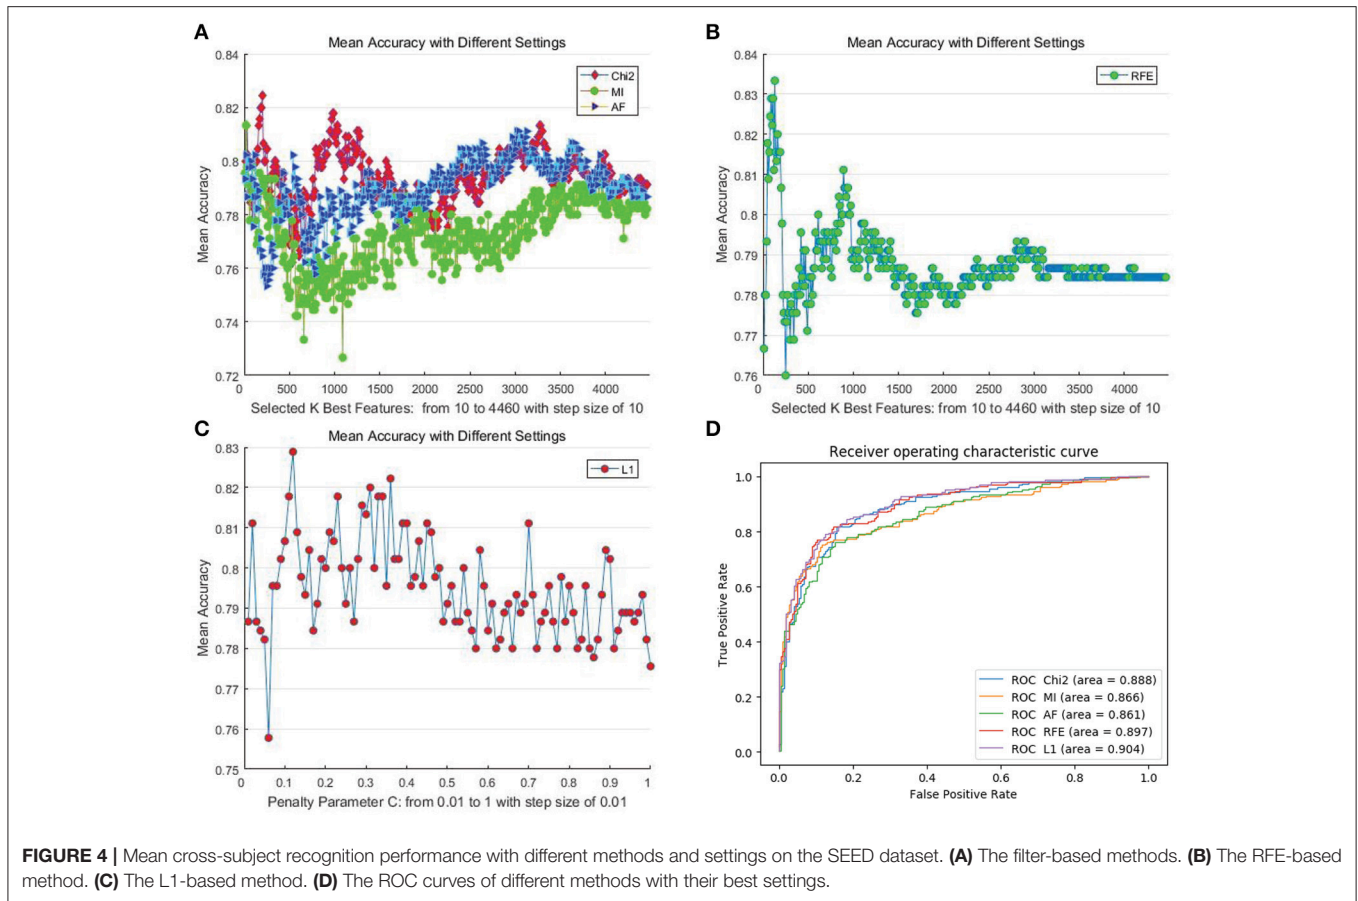 A
Mean Accuracy with Different Settings
Mean Accuracy
0.84
0.82
0.8
0.78
0.76
0.74
0.72
Chi2
MI
AF
0 500 1000 1500 2000 2500 3000 3500 4000
Selected K Best Features: from 10 to 4460 with step size of 10
B
Mean Accuracy with Different Settings
Mean Accuracy
0.84
0.83
0.82
0.81
0.8
0.79
0.78
0.77
0.76
RFE
0 500 1000 1500 2000 2500 3000 3500 4000
Selected K Best Features: from 10 to 4460 with step size of 10
C
Mean Accuracy with Different Settings
Mean Accuracy
0.83
0.82
0.81
0.8
0.79
0.78
0.77
0.76
0.75
L1
0 0.1 0.2 0.3 0.4 0.5 0.6 0.7 0.8 0.9 1
Penalty Parameter C: from 0.01 to 1 with step size of 0.01
D
Receiver operating characteristic curve
True Positive Rate
1.0
0.8
0.6
0.4
0.2
0.0
ROC Chi2 (area = 0.888)
ROC MI (area = 0.866)
ROC AF (area = 0.861)
ROC RFE (area = 0.897)
ROC L1 (area = 0.904)
0.0 0.2 0.4 0.6 0.8 1.0
False Positive Rate
FIGURE 4 | Mean cross-subject recognition performance with different methods and settings on the SEED dataset. (A) The filter-based methods. (B) The RFE-based
method. (C) The L1-based method. (D) The ROC curves of different methods with their best settings.